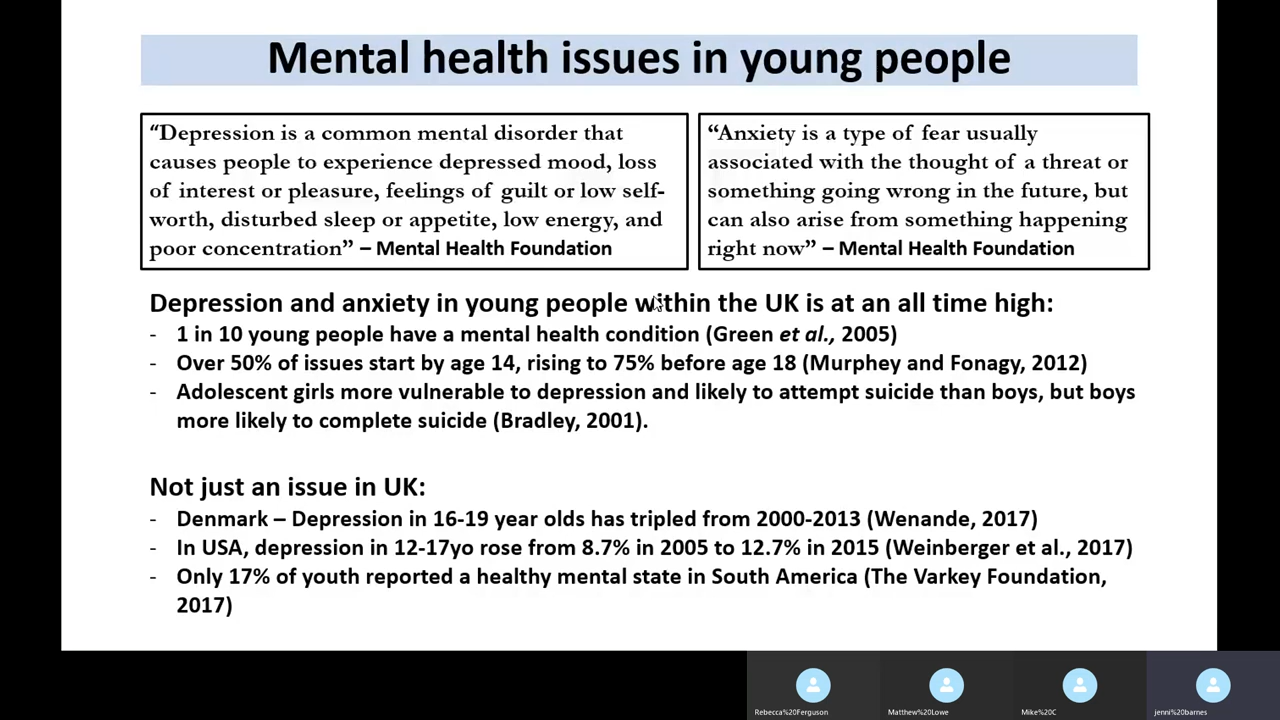 Mental health issues in young people
“Depression is a common mental disorder that
causes people to experience depressed mood, loss
of interest or pleasure, feelings of guilt or low self-
worth, disturbed sleep or appetite, low energy, and
poor concentration” – Mental Health Foundation
“Anxiety is a type of fear usually
associated with the thought of a threat or
something going wrong in the future, but
can also arise from something happening
right now” – Mental Health Foundation
Depression and anxiety in young people within the UK is at an all time high:
- 1 in 10 young people have a mental health condition (Green et al., 2005)
- Over 50% of issues start by age 14, rising to 75% before age 18 (Murphey and Fonagy, 2012)
- Adolescent girls more vulnerable to depression and likely to attempt suicide than boys, but boys
more likely to complete suicide (Bradley, 2001).
Not just an issue in UK:
- Denmark – Depression in 16-19 year olds has tripled from 2000-2013 (Wenande, 2017)
- In USA, depression in 12-17yo rose from 8.7% in 2005 to 12.7% in 2015 (Weinberger et al., 2017)
- Only 17% of youth reported a healthy mental state in South America (The Varkey Foundation,
2017)
Rebecca%20Ferguson
Matthew%20Lowe
Mike%20C
jenni%20barnes